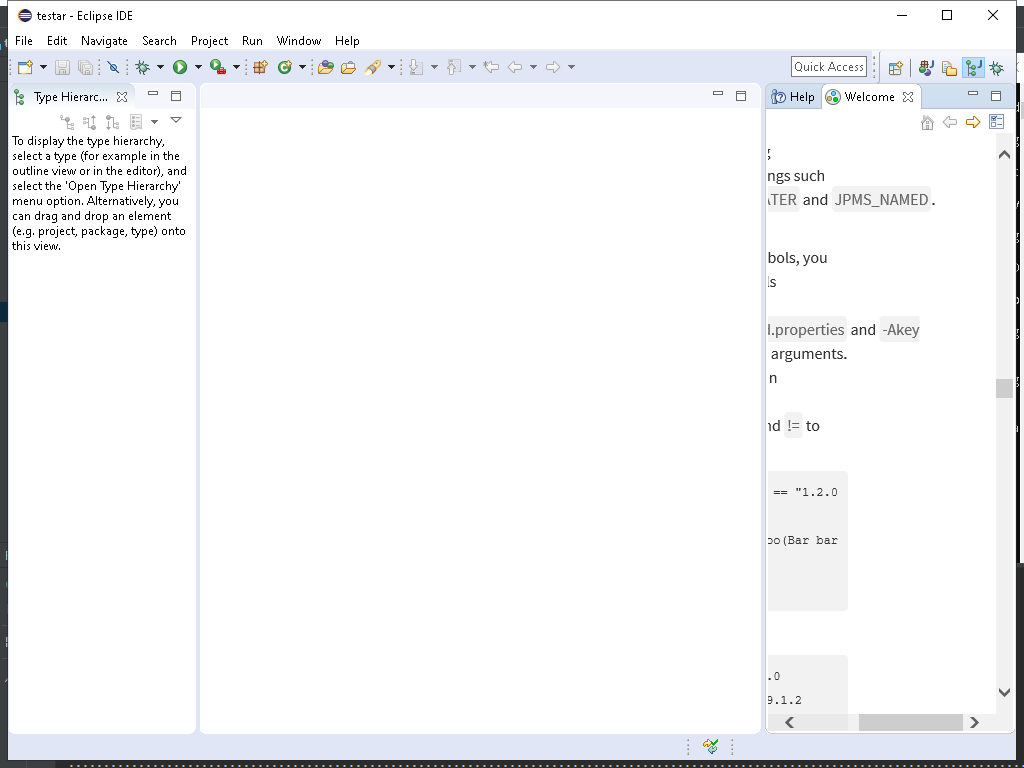 testar - Eclipse IDE
File Edit Navigate Search Project Run Window Help
Quick Access
Type Hierarc...
Help Welcome
To display the type hierarchy,
select a type (for example in the
outline view or in the editor), and
select the 'Open Type Hierarchy'
menu option. Alternatively, you
can drag and drop an element
(e.g. project, package, type) onto
this view.
ngs such
ATER and JPMS_NAMED.
bols, you
ls
d.properties and -Akey
arguments.
n
nd != to
== "1.2.0
oo(Bar bar
.0
9.1.2